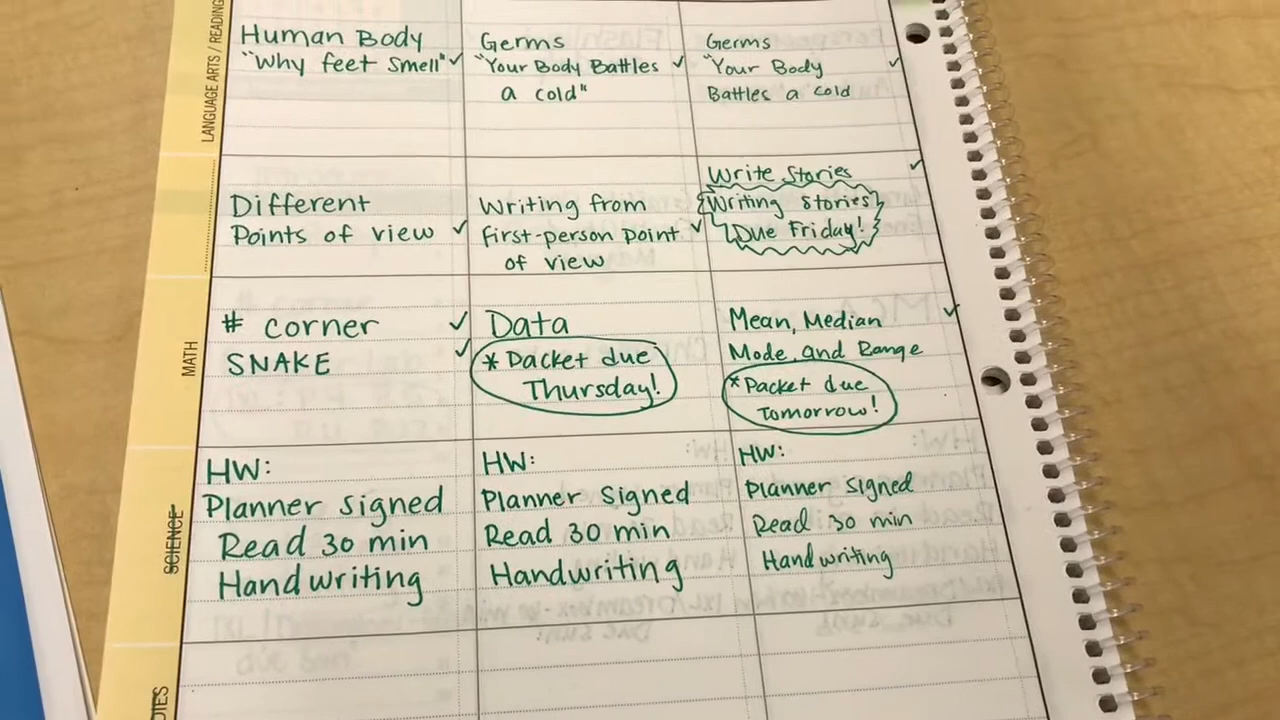 LANGUAGE ARTS / READING
Human Body
"Why feet smell" ✓
Germs
"Your Body Battles ✓
a cold"
Germs
"Your Body ✓
Battles a cold
Different
Points of view ✓
Writing from
first-person point ✓
of view
Write Stories ✓
Writing Stories
Due Friday!
MATH
# corner ✓
SNAKE ✓
Data
* Packet due
Thursday!
Mean, Median ✓
Mode, and Range
* Packet due
tomorrow!
SCIENCE
HW:
Planner signed
Read 30 min
Handwriting
HW:
Planner Signed
Read 30 min
Handwriting
HW:
Planner signed
Read 30 min
Handwriting